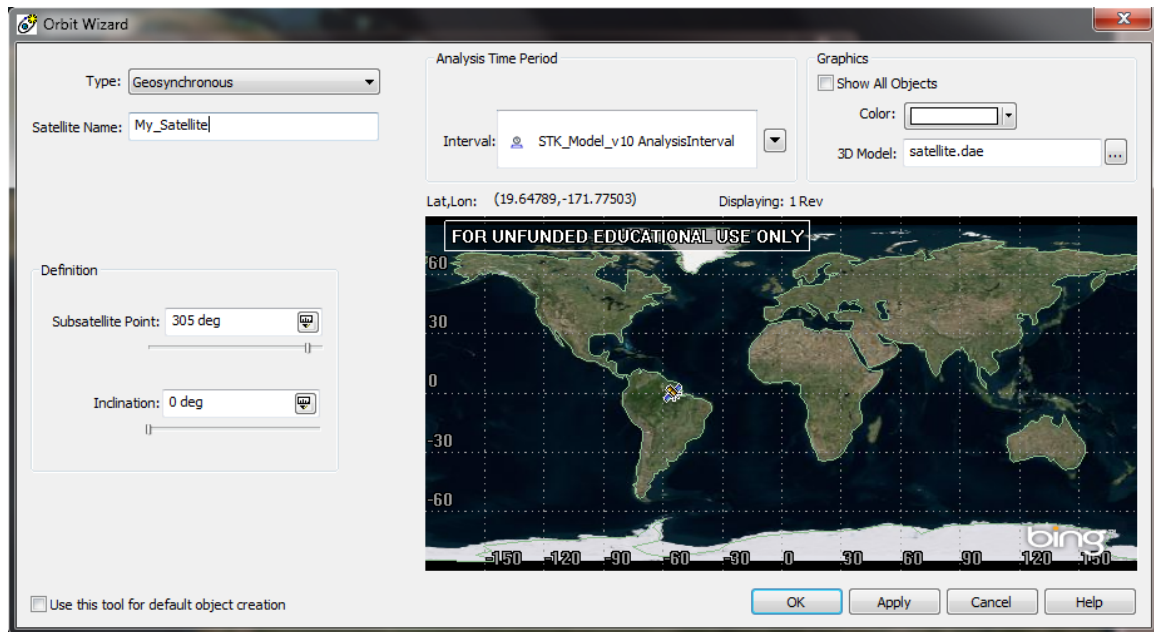 Orbit Wizard
Type: Geosynchronous
Satellite Name: My_Satellite
Analysis Time Period
Interval: STK_Model_v10 AnalysisInterval
Graphics
Show All Objects
Color:
3D Model: satellite.dae ...
Lat,Lon: (19.64789,-171.77503) Displaying: 1 Rev
FOR UNFUNDED EDUCATIONAL USE ONLY
60
30
0
-30
-60
bing
-150 -120 -90 -60 -30 0 30 60 90 120 150
Definition
Subsatellite Point: 305 deg
Inclination: 0 deg
Use this tool for default object creation
OK Apply Cancel Help